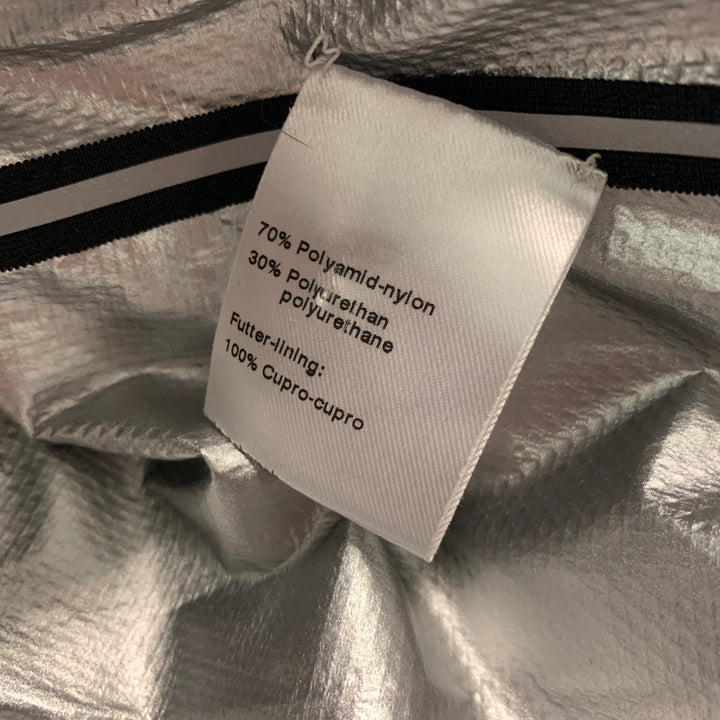 70% Polyamid-nylon
30% Polyurethan
polyurethane
Futter-lining:
100% Cupro-cupro